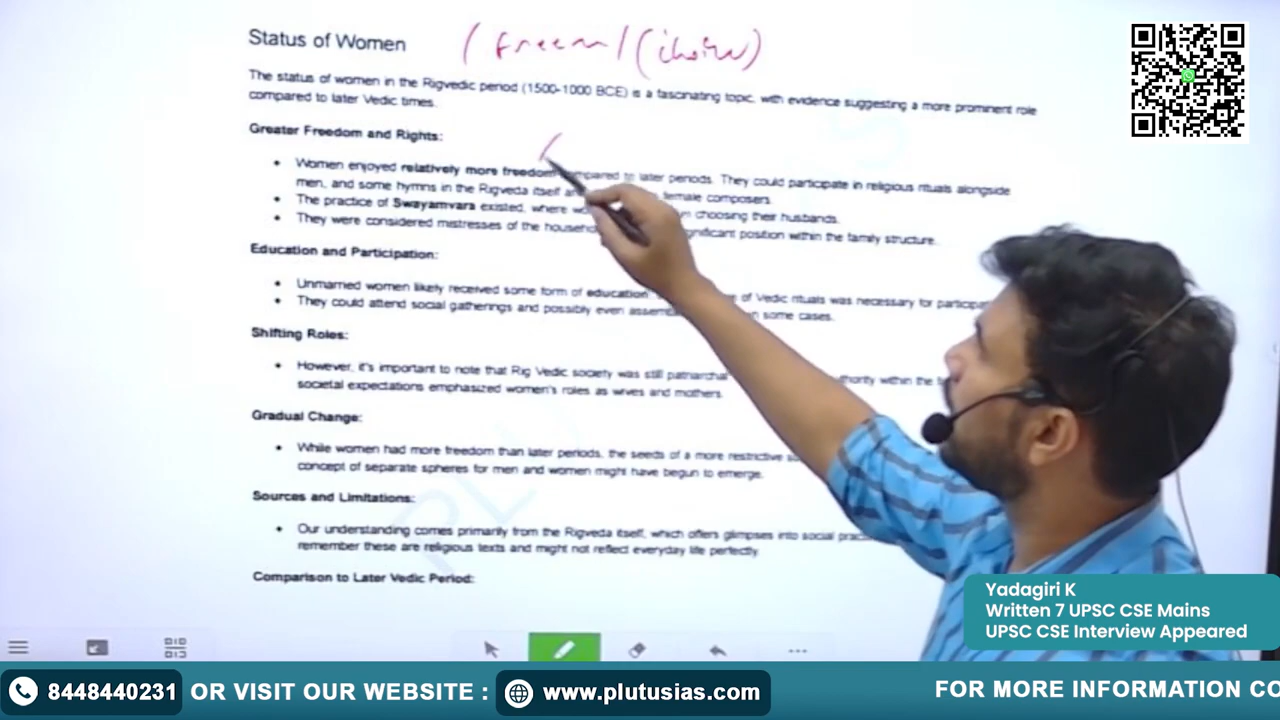 Status of Women
The status of women in the Rigvedic period (1500-1000 BCE) is a fascinating topic, with evidence suggesting a more prominent role
compared to later Vedic times.
Greater Freedom and Rights:
• Women enjoyed relatively more freedom compared to later periods. They could participate in religious rituals alongside
men, and some hymns in the Rigveda itself female composers.
• The practice of Swayamvara existed, where choosing their husbands.
• They were considered mistresses of the position within the family structure.
Education and Participation:
• Unmarried women likely received some form of education of Vedic rituals was necessary for
• They could attend social gatherings and possibly even some cases.
Shifting Roles:
• However, it's important to note that Rig Vedic society was still patriarchal within the
societal expectations emphasized women's roles as wives and mothers.
Gradual Change:
• While women had more freedom than later periods, the seeds of a more restrictive
concept of separate spheres for men and women might have begun to emerge.
Sources and Limitations:
• Our understanding comes primarily from the Rigveda itself, which offers glimpses into social
remember these are religious texts and might not reflect everyday life perfectly.
Comparison to Later Vedic Period:
Yadagiri K
Written 7 UPSC CSE Mains
UPSC CSE Interview Appeared
8448440231 OR VISIT OUR WEBSITE : www.plutusias.com FOR MORE INFORMATION CO